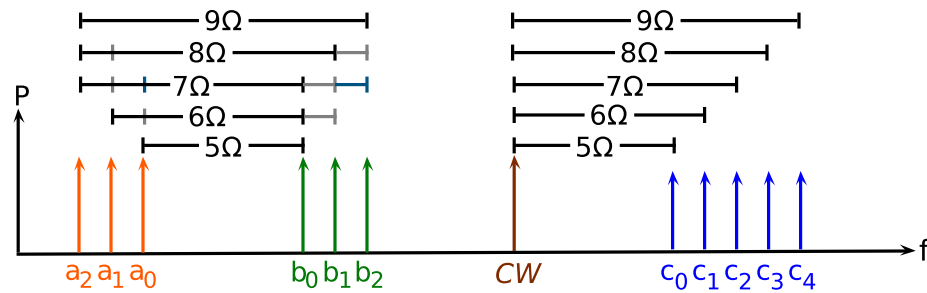 9Ω 9Ω
8Ω 8Ω
7Ω 7Ω
P
6Ω 6Ω
5Ω 5Ω
f
a₂ a₁ a₀ b₀ b₁ b₂ CW c₀ c₁ c₂ c₃ c₄